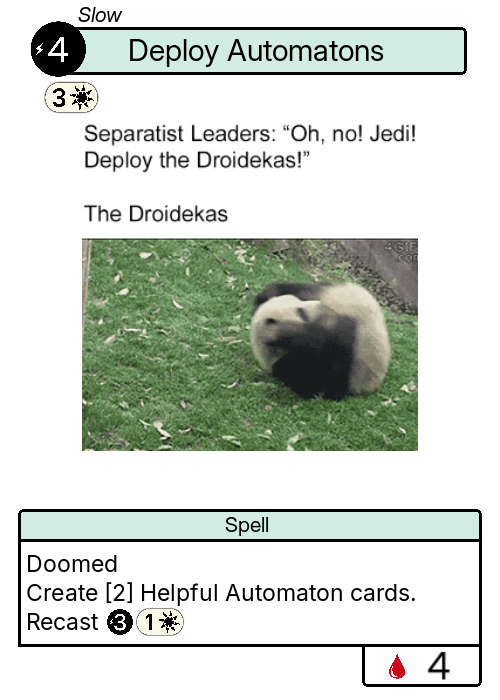 Slow
4
Deploy Automatons
3
Separatist Leaders: “Oh, no! Jedi!
Deploy the Droidekas!”
The Droidekas
4GIFs
.com
Spell
Doomed
Create [2] Helpful Automaton cards.
Recast 3 1
4